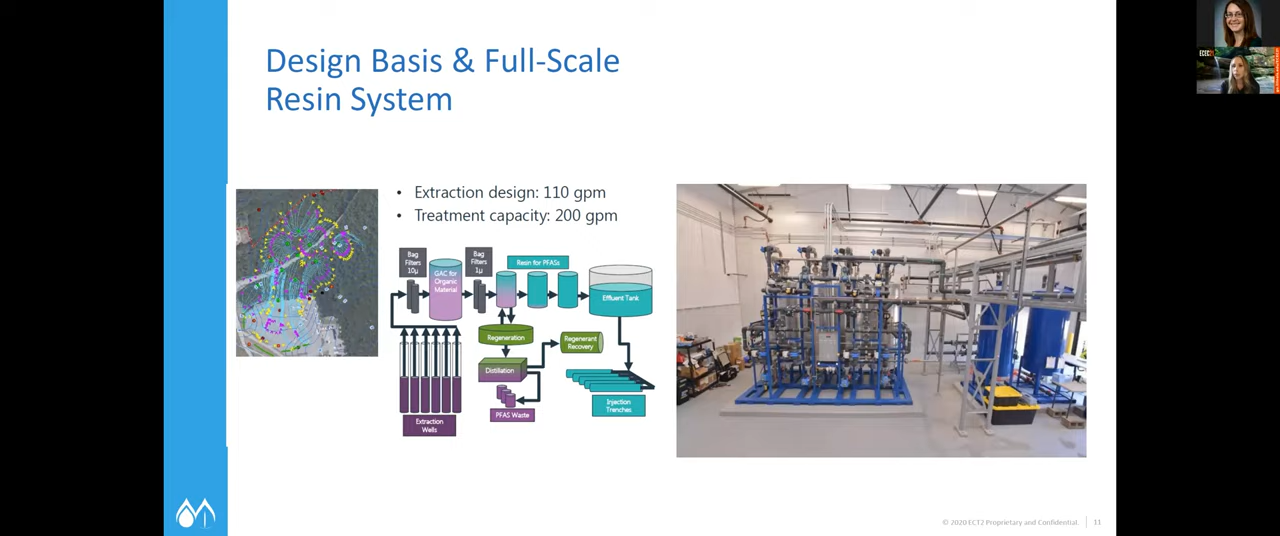 Design Basis & Full-Scale
Resin System
• Extraction design: 110 gpm
• Treatment capacity: 200 gpm
Bag
Filters
10µ
GAC for
Organic
Material
Bag
Filters
1µ
Resin for PFASs
Effluent Tank
Regeneration
Regenerant
Recovery
Distillation
PFAS Waste
Injection
Trenches
Extraction
Wells
© 2020 ECT2 Proprietary and Confidential.
11